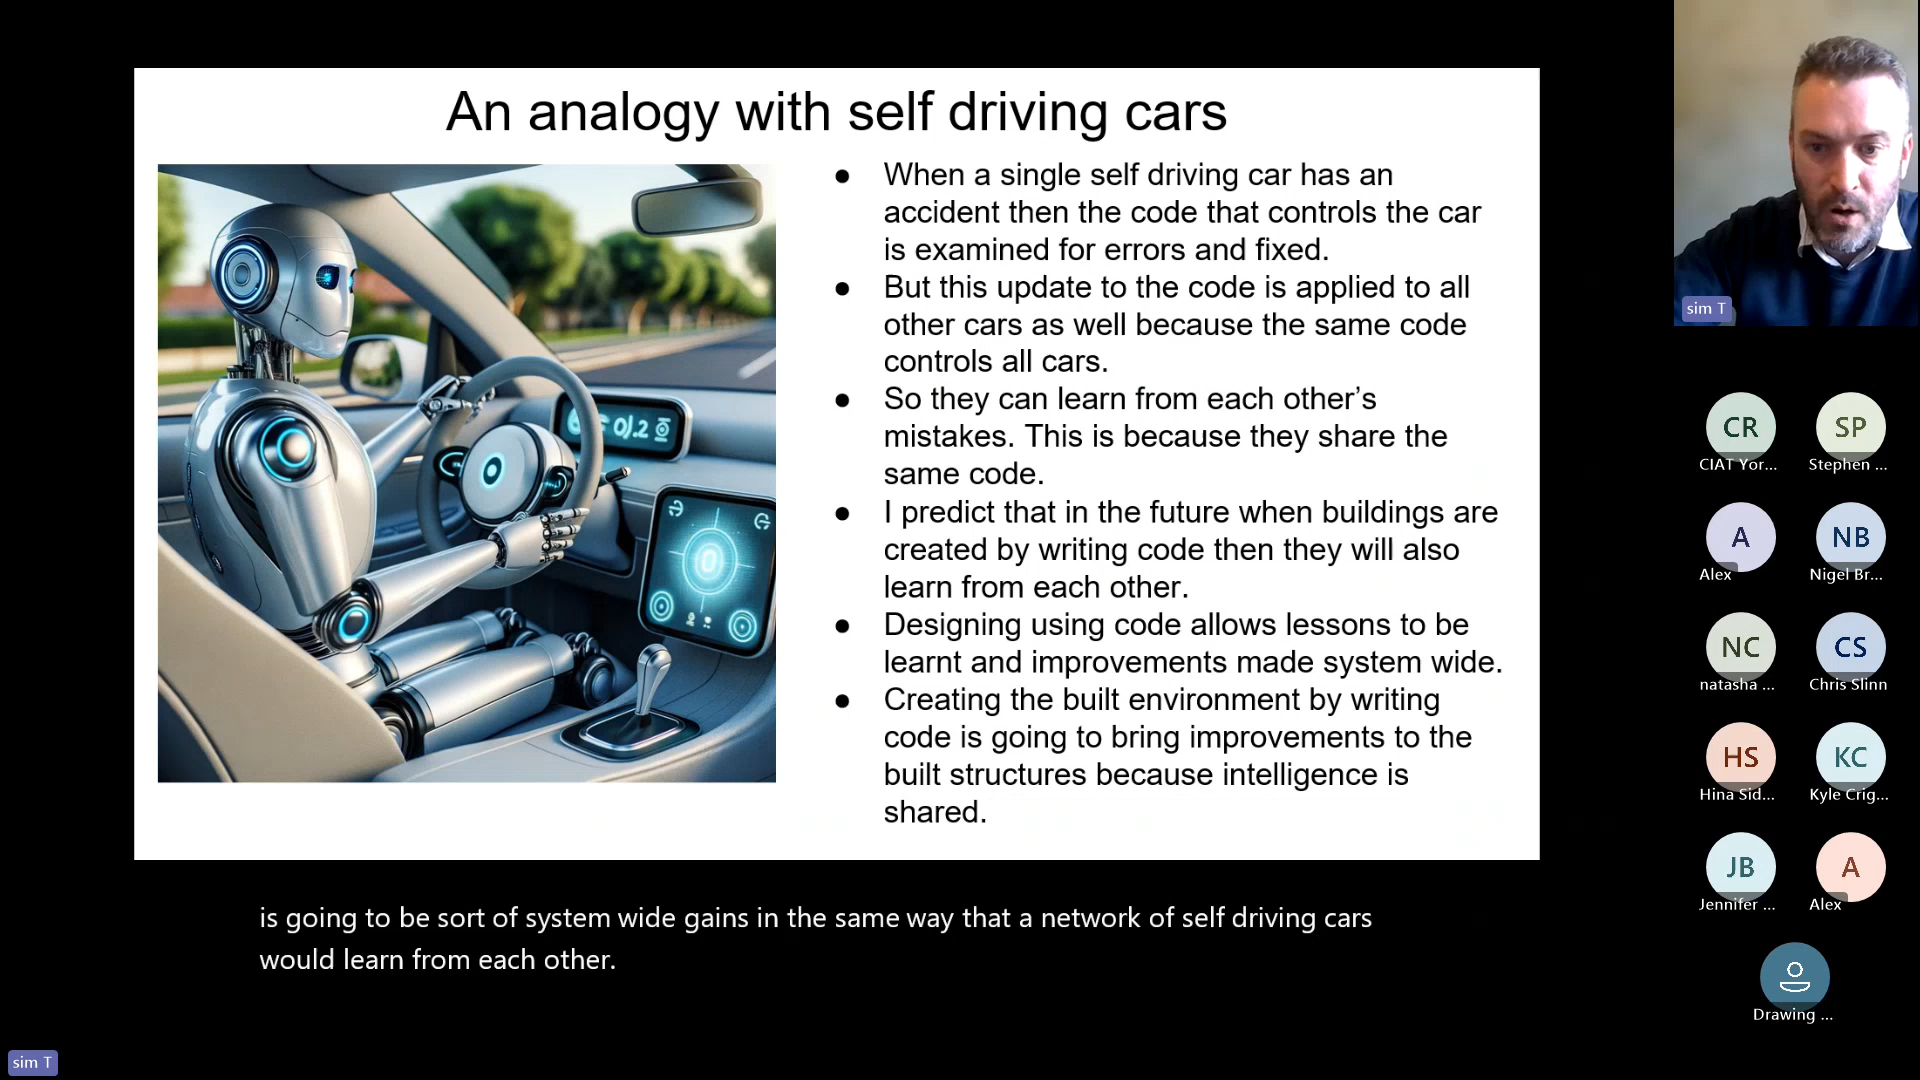 An analogy with self driving cars
● When a single self driving car has an
accident then the code that controls the car
is examined for errors and fixed.
● But this update to the code is applied to all
other cars as well because the same code
controls all cars.
● So they can learn from each other’s
mistakes. This is because they share the
same code.
● I predict that in the future when buildings are
created by writing code then they will also
learn from each other.
● Designing using code allows lessons to be
learnt and improvements made system wide.
● Creating the built environment by writing
code is going to bring improvements to the
built structures because intelligence is
shared.
is going to be sort of system wide gains in the same way that a network of self driving cars
would learn from each other.
sim T
sim T
CR
CIAT Yor...
SP
Stephen ...
A
Alex
NB
Nigel Br...
NC
natasha ...
CS
Chris Slinn
HS
Hina Sid...
KC
Kyle Crig...
JB
Jennifer ...
A
Alex
Drawing ...